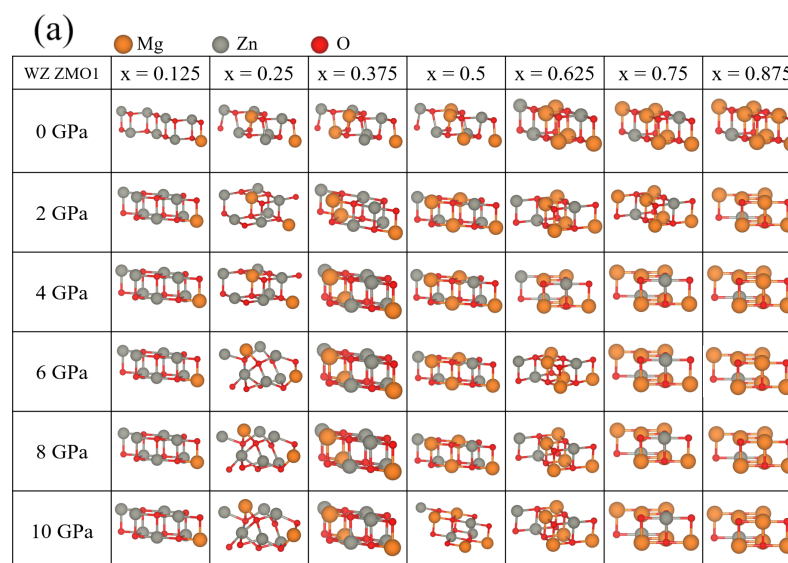 (a)
Mg Zn O
WZ ZMO1 x = 0.125 x = 0.25 x = 0.375 x = 0.5 x = 0.625 x = 0.75 x = 0.875
0 GPa
2 GPa
4 GPa
6 GPa
8 GPa
10 GPa